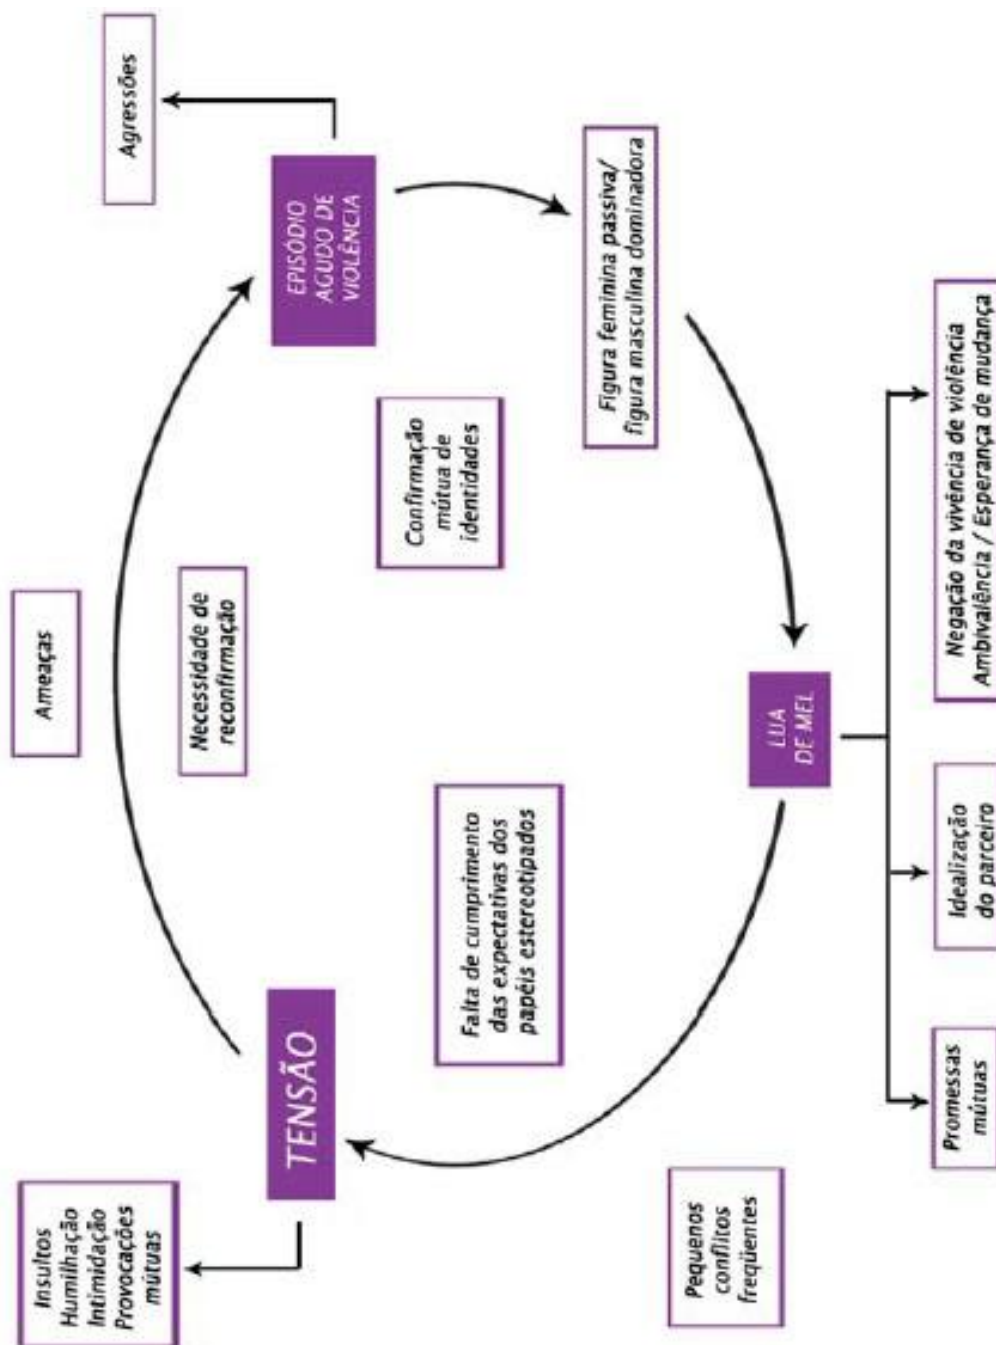 Insultos
Humilhação
Intimidação
Provocações
mútuas
TENSÃO
Ameaças
Necessidade de
reconfirmação
EPISÓDIO
AGUDO DE
VIOLÊNCIA
Agressões
Confirmação
mútua de
identidades
Falta de cumprimento
das expectativas dos
papéis estereotipados
Figura feminina passiva/
figura masculina dominadora
Pequenos
conflitos
freqüentes
LUA
DE MEL
Promessas
mútuas
Idealização
do parceiro
Negação da vivência de violência
Ambivalência / Esperança de mudança